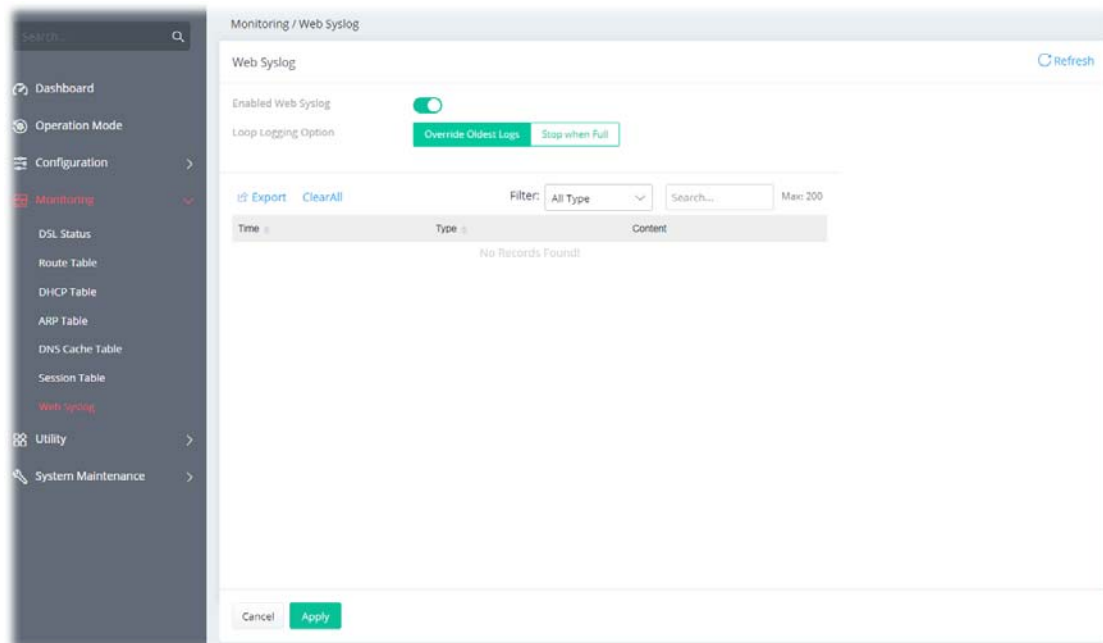 Search...
Dashboard
Operation Mode
Configuration
Monitoring
DSL Status
Route Table
DHCP Table
ARP Table
DNS Cache Table
Session Table
Web Syslog
Utility
System Maintenance
Monitoring / Web Syslog
Web Syslog
Refresh
Enabled Web Syslog
Loop Logging Option
Override Oldest Logs Stop when Full
Export ClearAll Filter: All Type Search... Max: 200
Time Type Content
No Records Found!
Cancel Apply